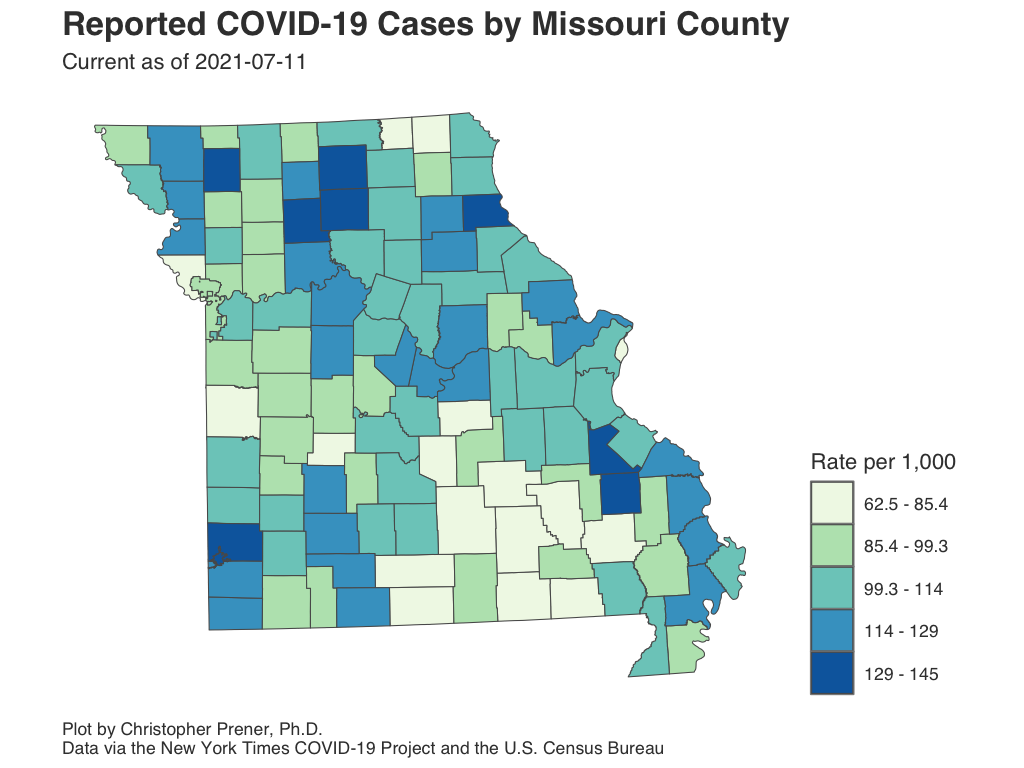 Reported COVID-19 Cases by Missouri County
Current as of 2021-07-11
Rate per 1,000
62.5 - 85.4
85.4 - 99.3
99.3 - 114
114 - 129
129 - 145
Plot by Christopher Prener, Ph.D.
Data via the New York Times COVID-19 Project and the U.S. Census Bureau